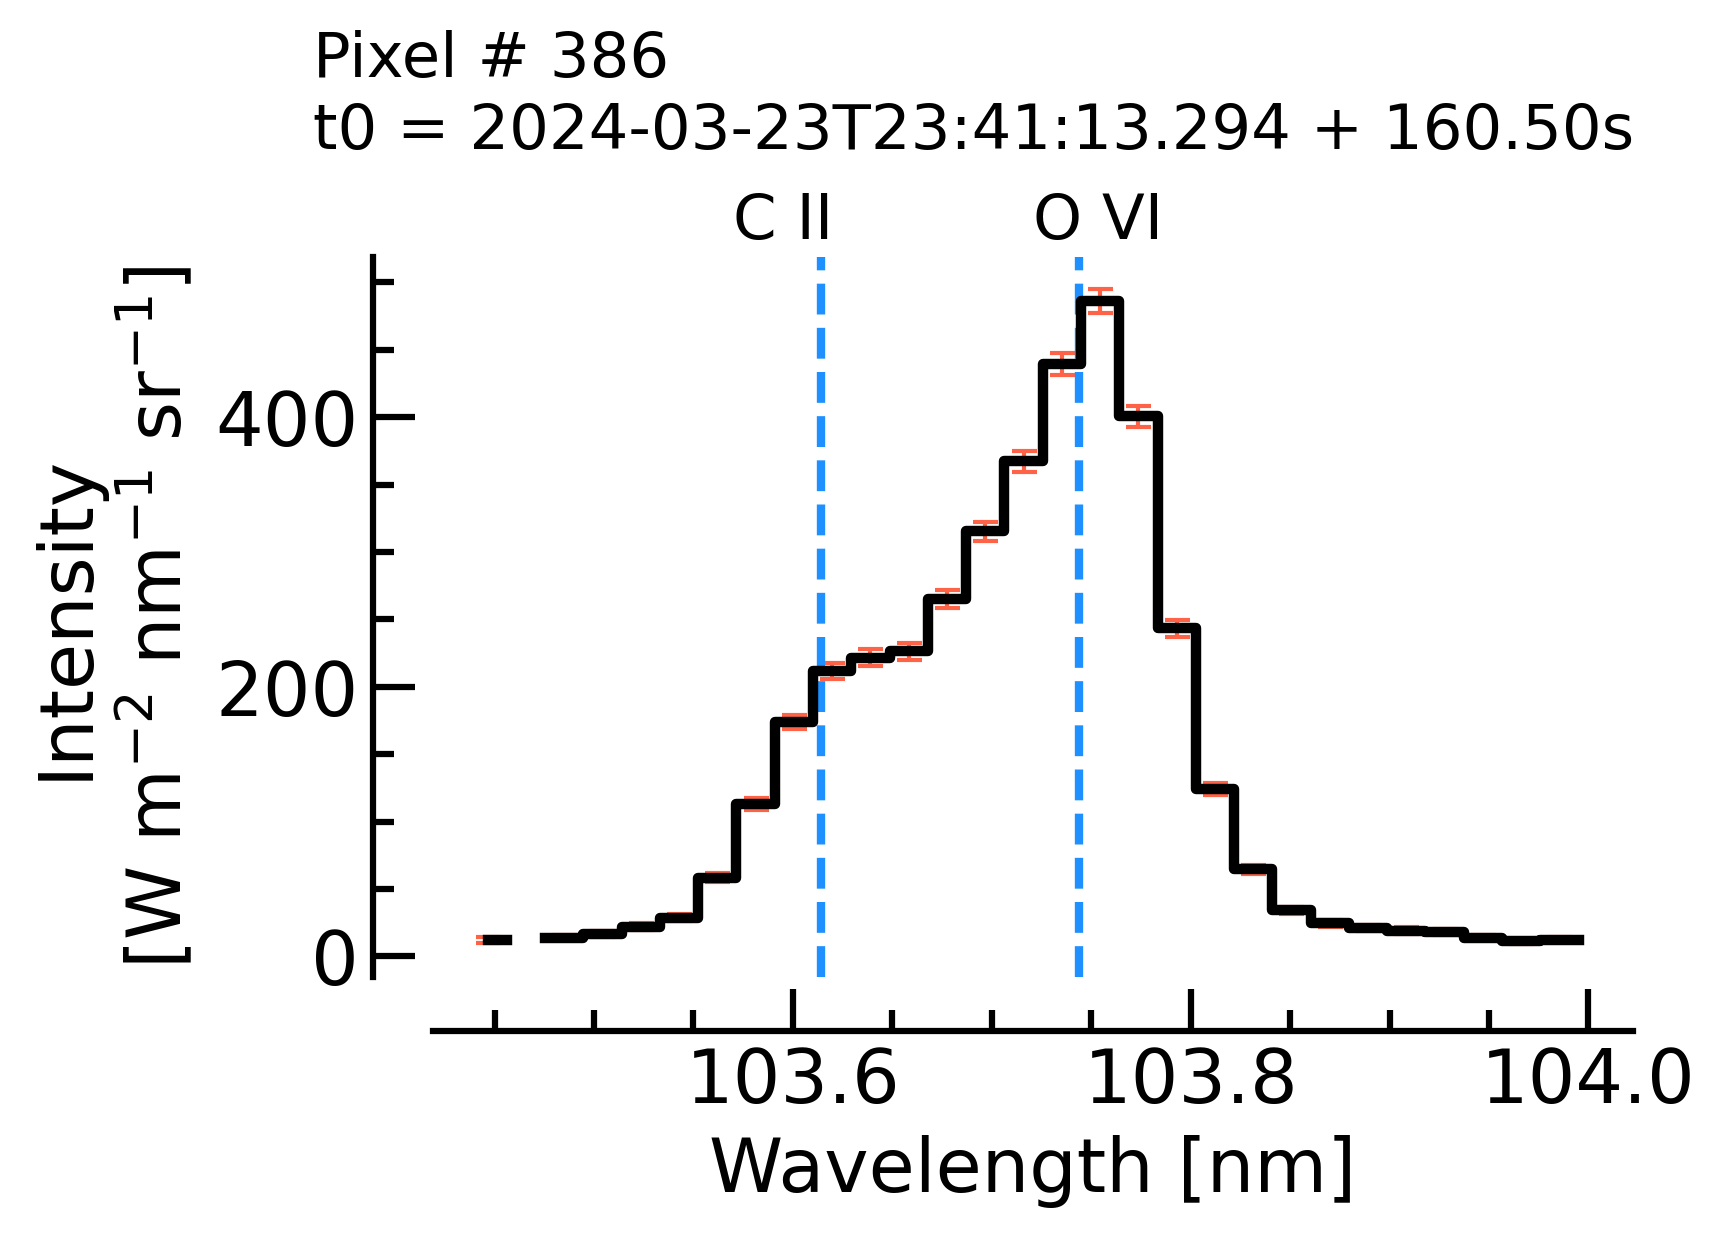 Pixel # 386
t0 = 2024-03-23T23:41:13.294 + 160.50s
C II
O VI
Intensity
[W m⁻² nm⁻¹ sr⁻¹]
400
200
0
103.6
103.8
104.0
Wavelength [nm]